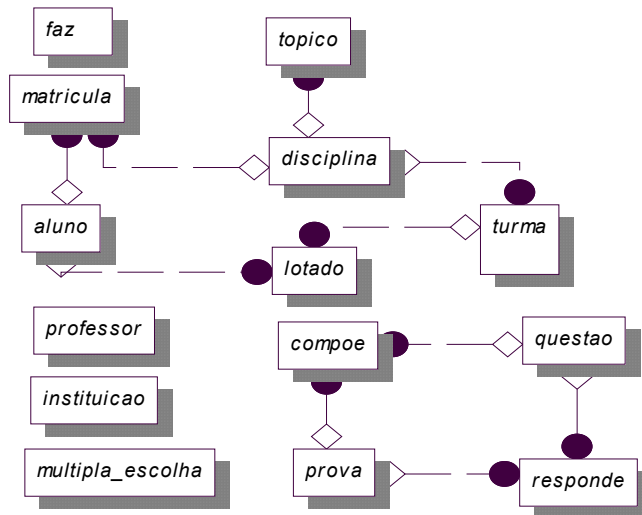 faz
topico
matricula
disciplina
aluno
turma
lotado
professor
compoe
questao
instituicao
multipla_escolha
prova
responde